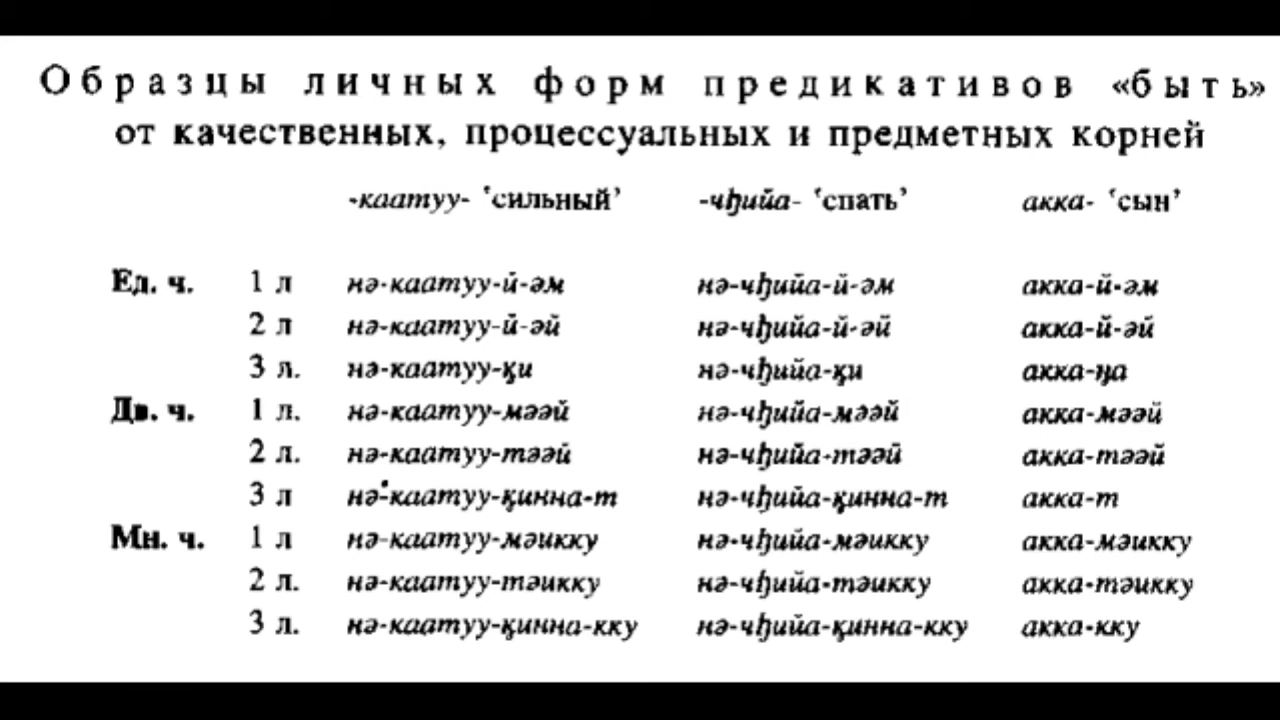 Образцы личных форм предикативов «быть»
от качественных, процессуальных и предметных корней
-каатуу- ‛сильный’ -чђийа- ‛спать’ акка- ‛сын’
Ед. ч. 1 л нә-каатуу-й-әм нә-чђийа-й-әм акка-й-әм
2 л нә-каатуу-й-әй нә-чђийа-й-әй акка-й-әй
3 л. нә-каатуу-ӄи нә-чђийа-ӄи акка-ӈа
Дв. ч. 1 л. нә-каатуу-мәәй нә-чђийа-мәәй акка-мәәй
2 л. нә-каатуу-тәәй нә-чђийа-тәәй акка-тәәй
3 л нә-каатуу-ӄинна-т нә-чђийа-ӄинна-т акка-т
Мн. ч. 1 л нә-каатуу-мәикку нә-чђийа-мәикку акка-мәикку
2 л. нә-каатуу-тәикку нә-чђийа-тәикку акка-тәикку
3 л. нә-каатуу-ӄинна-кку нә-чђийа-ӄинна-кку акка-кку